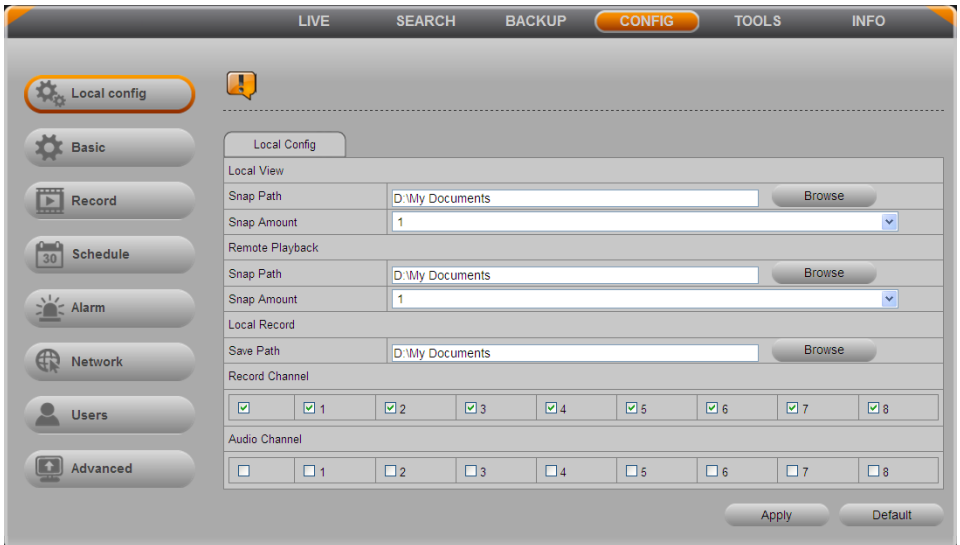 LIVE SEARCH BACKUP CONFIG TOOLS INFO
Local config
Basic
Record
30 Schedule
Alarm
Network
Users
Advanced
Local Config
Local View
Snap Path D:\My Documents Browse
Snap Amount 1
Remote Playback
Snap Path D:\My Documents Browse
Snap Amount 1
Local Record
Save Path D:\My Documents Browse
Record Channel
1 2 3 4 5 6 7 8
Audio Channel
1 2 3 4 5 6 7 8
Apply Default